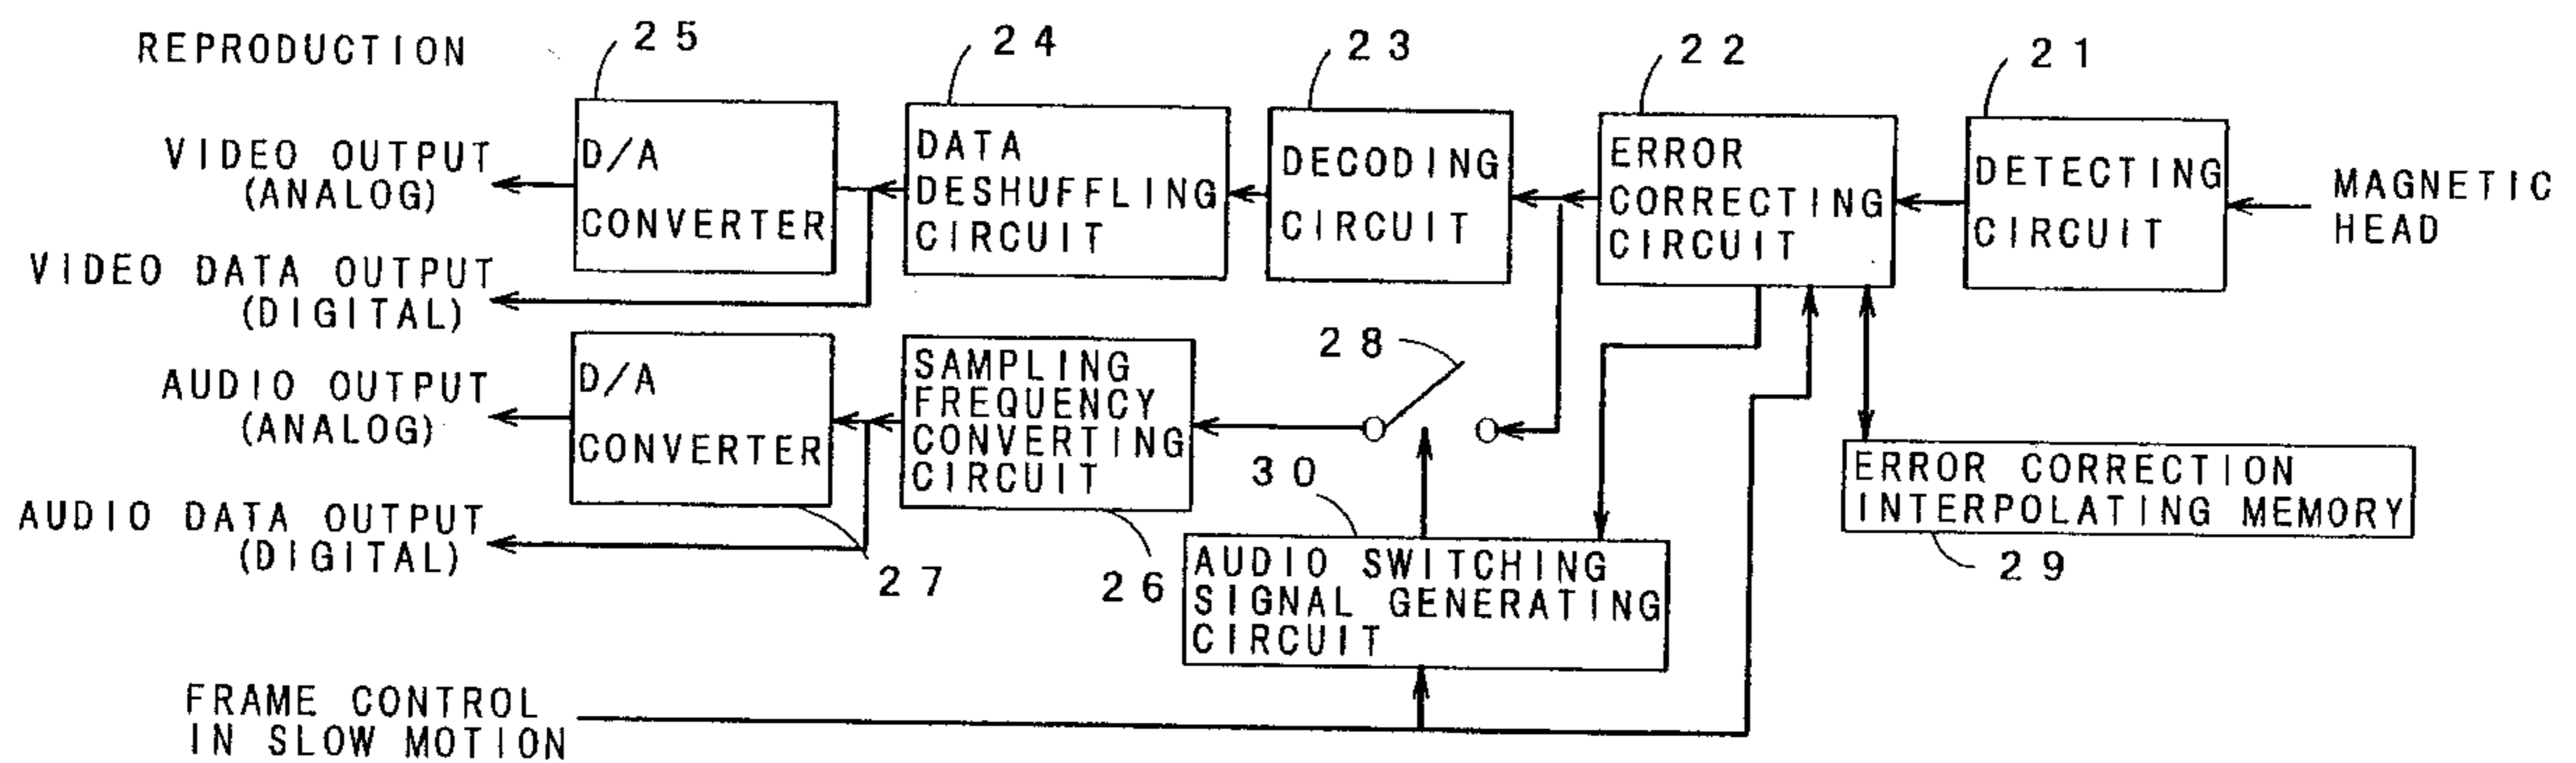 REPRODUCTION
25
24
23
22
21
D/A
CONVERTER
DATA
DESHUFFLING
CIRCUIT
DECODING
CIRCUIT
ERROR
CORRECTING
CIRCUIT
DETECTING
CIRCUIT
MAGNETIC
HEAD
VIDEO OUTPUT
(ANALOG)
VIDEO DATA OUTPUT
(DIGITAL)
AUDIO OUTPUT
(ANALOG)
AUDIO DATA OUTPUT
(DIGITAL)
D/A
CONVERTER
27
SAMPLING
FREQUENCY
CONVERTING
CIRCUIT
26
28
30
AUDIO SWITCHING
SIGNAL GENERATING
CIRCUIT
ERROR CORRECTION
INTERPOLATING MEMORY
29
FRAME CONTROL
IN SLOW MOTION